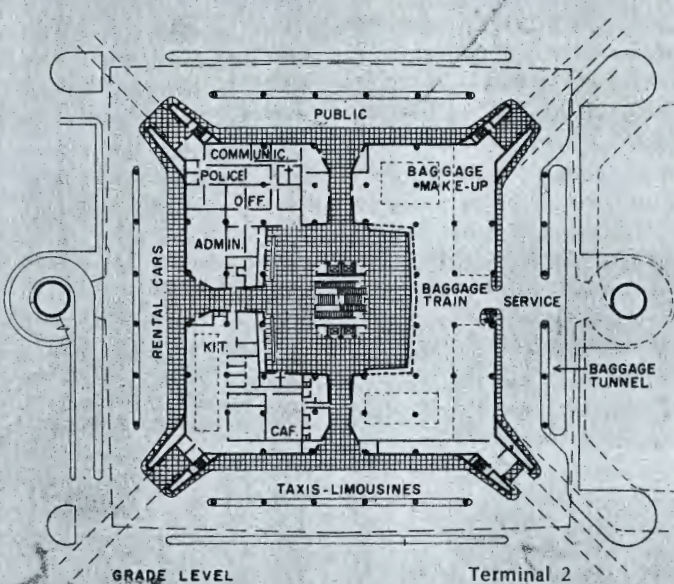 PUBLIC
COMMUNIC.
POLICE
OFF.
BAGGAGE
MAKE-UP
ADMIN.
RENTAL CARS
BAGGAGE
TRAIN
SERVICE
KIT.
BAGGAGE
TUNNEL
CAF.
TAXIS-LIMOUSINES
GRADE LEVEL
Terminal 2